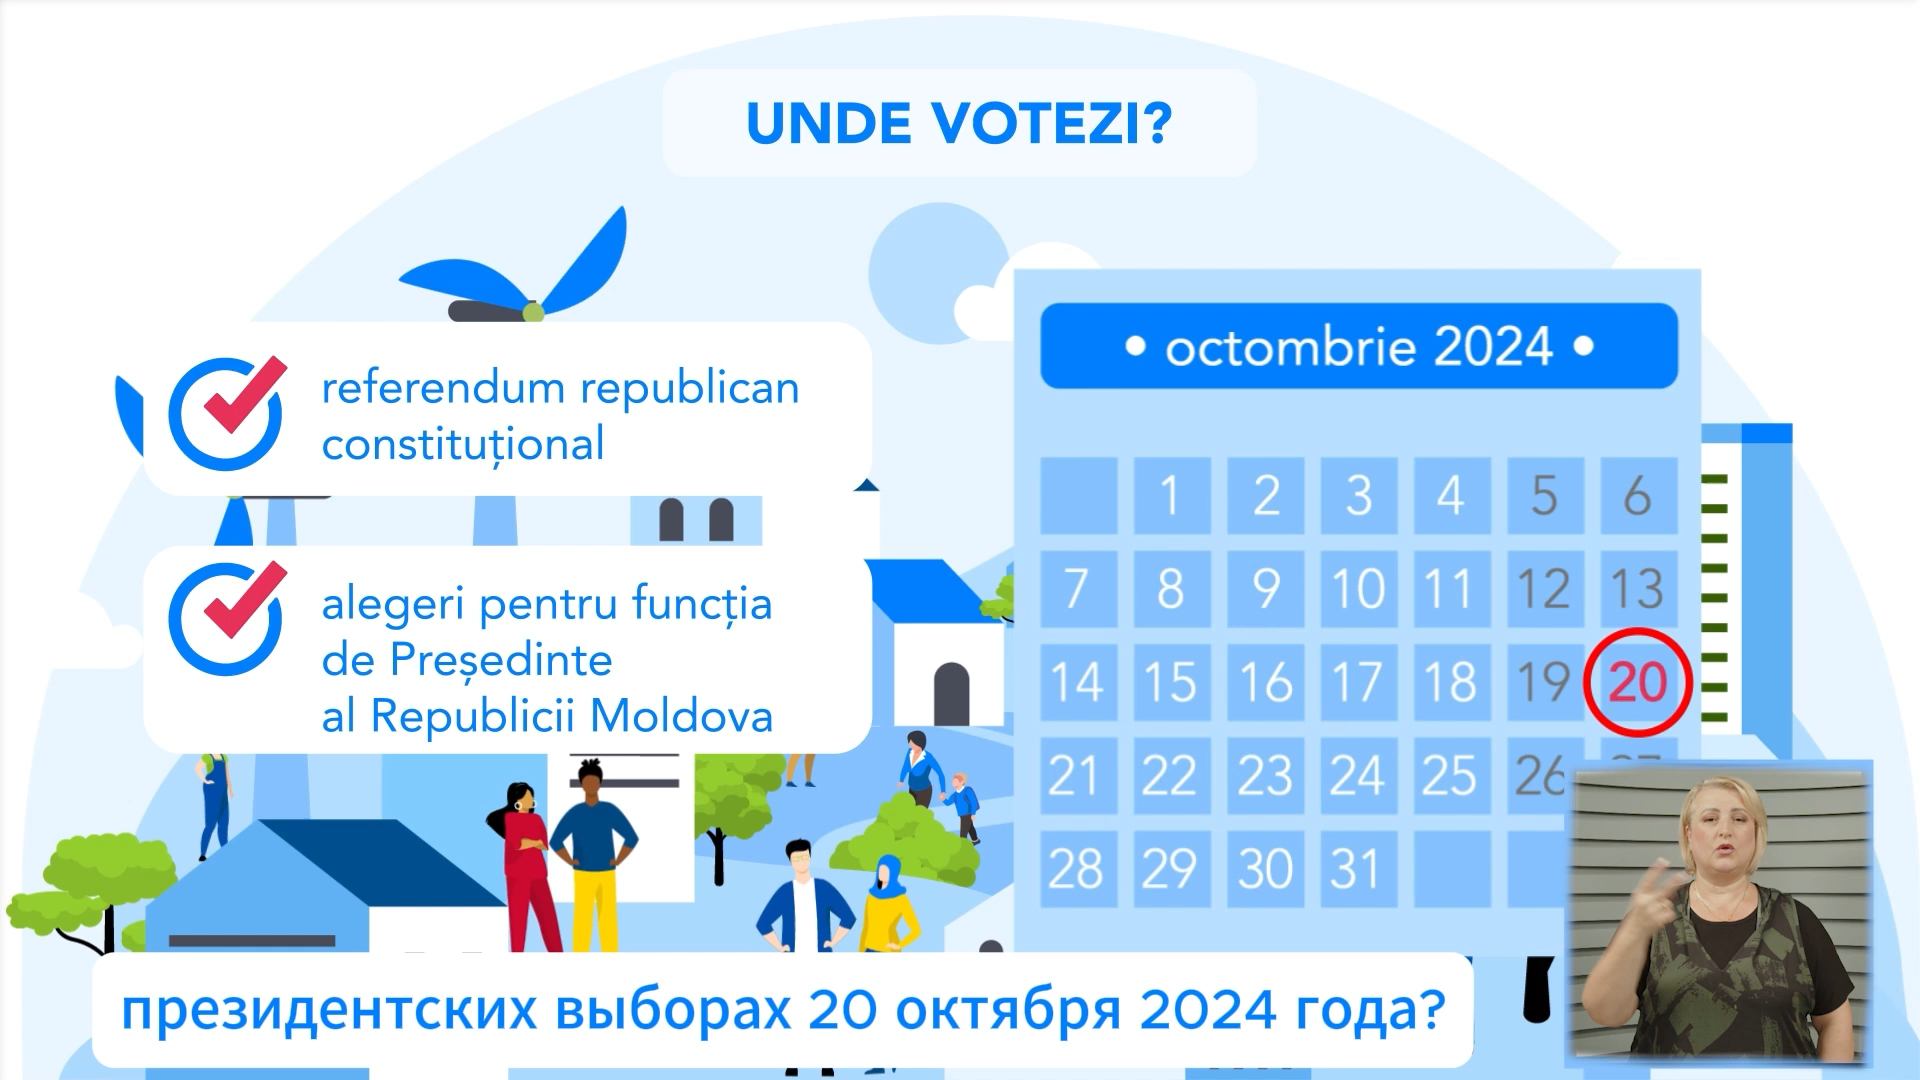 UNDE VOTEZI?
referendum republican
constituțional
alegeri pentru funcția
de Președinte
al Republicii Moldova
• octombrie 2024 •
1 2 3 4 5 6
7 8 9 10 11 12 13
14 15 16 17 18 19 20
21 22 23 24 25 26
28 29 30 31
президентских выборах 20 октября 2024 года?